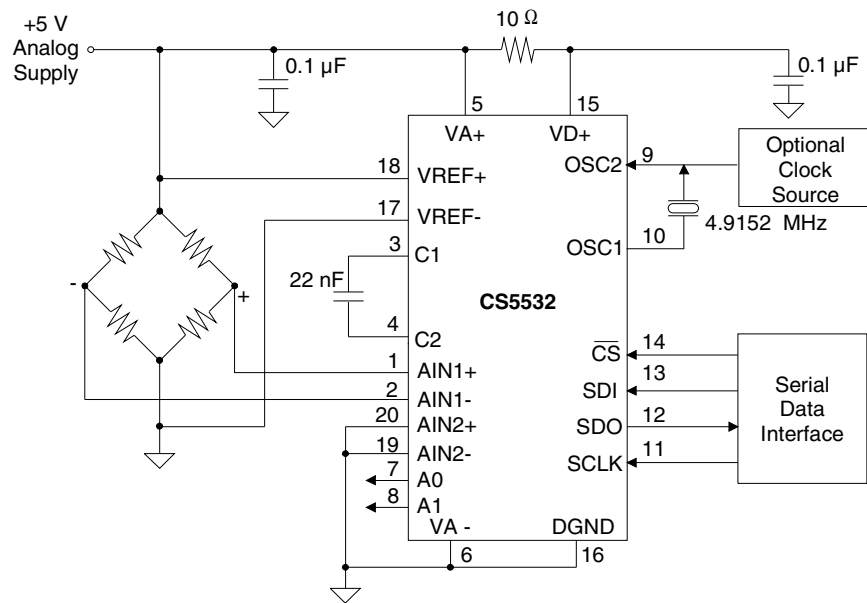 +5 V
Analog
Supply
10 Ω
0.1 µF
0.1 µF
5
15
VA+
VD+
18
VREF+
17
VREF-
3
C1
22 nF
4
C2
1
AIN1+
2
AIN1-
20
AIN2+
19
AIN2-
7
A0
8
A1
VA -
6
DGND
16
CS5532
OSC2
9
Optional
Clock
Source
4.9152 MHz
OSC1
10
CS
14
SDI
13
SDO
12
SCLK
11
Serial
Data
Interface
-
+